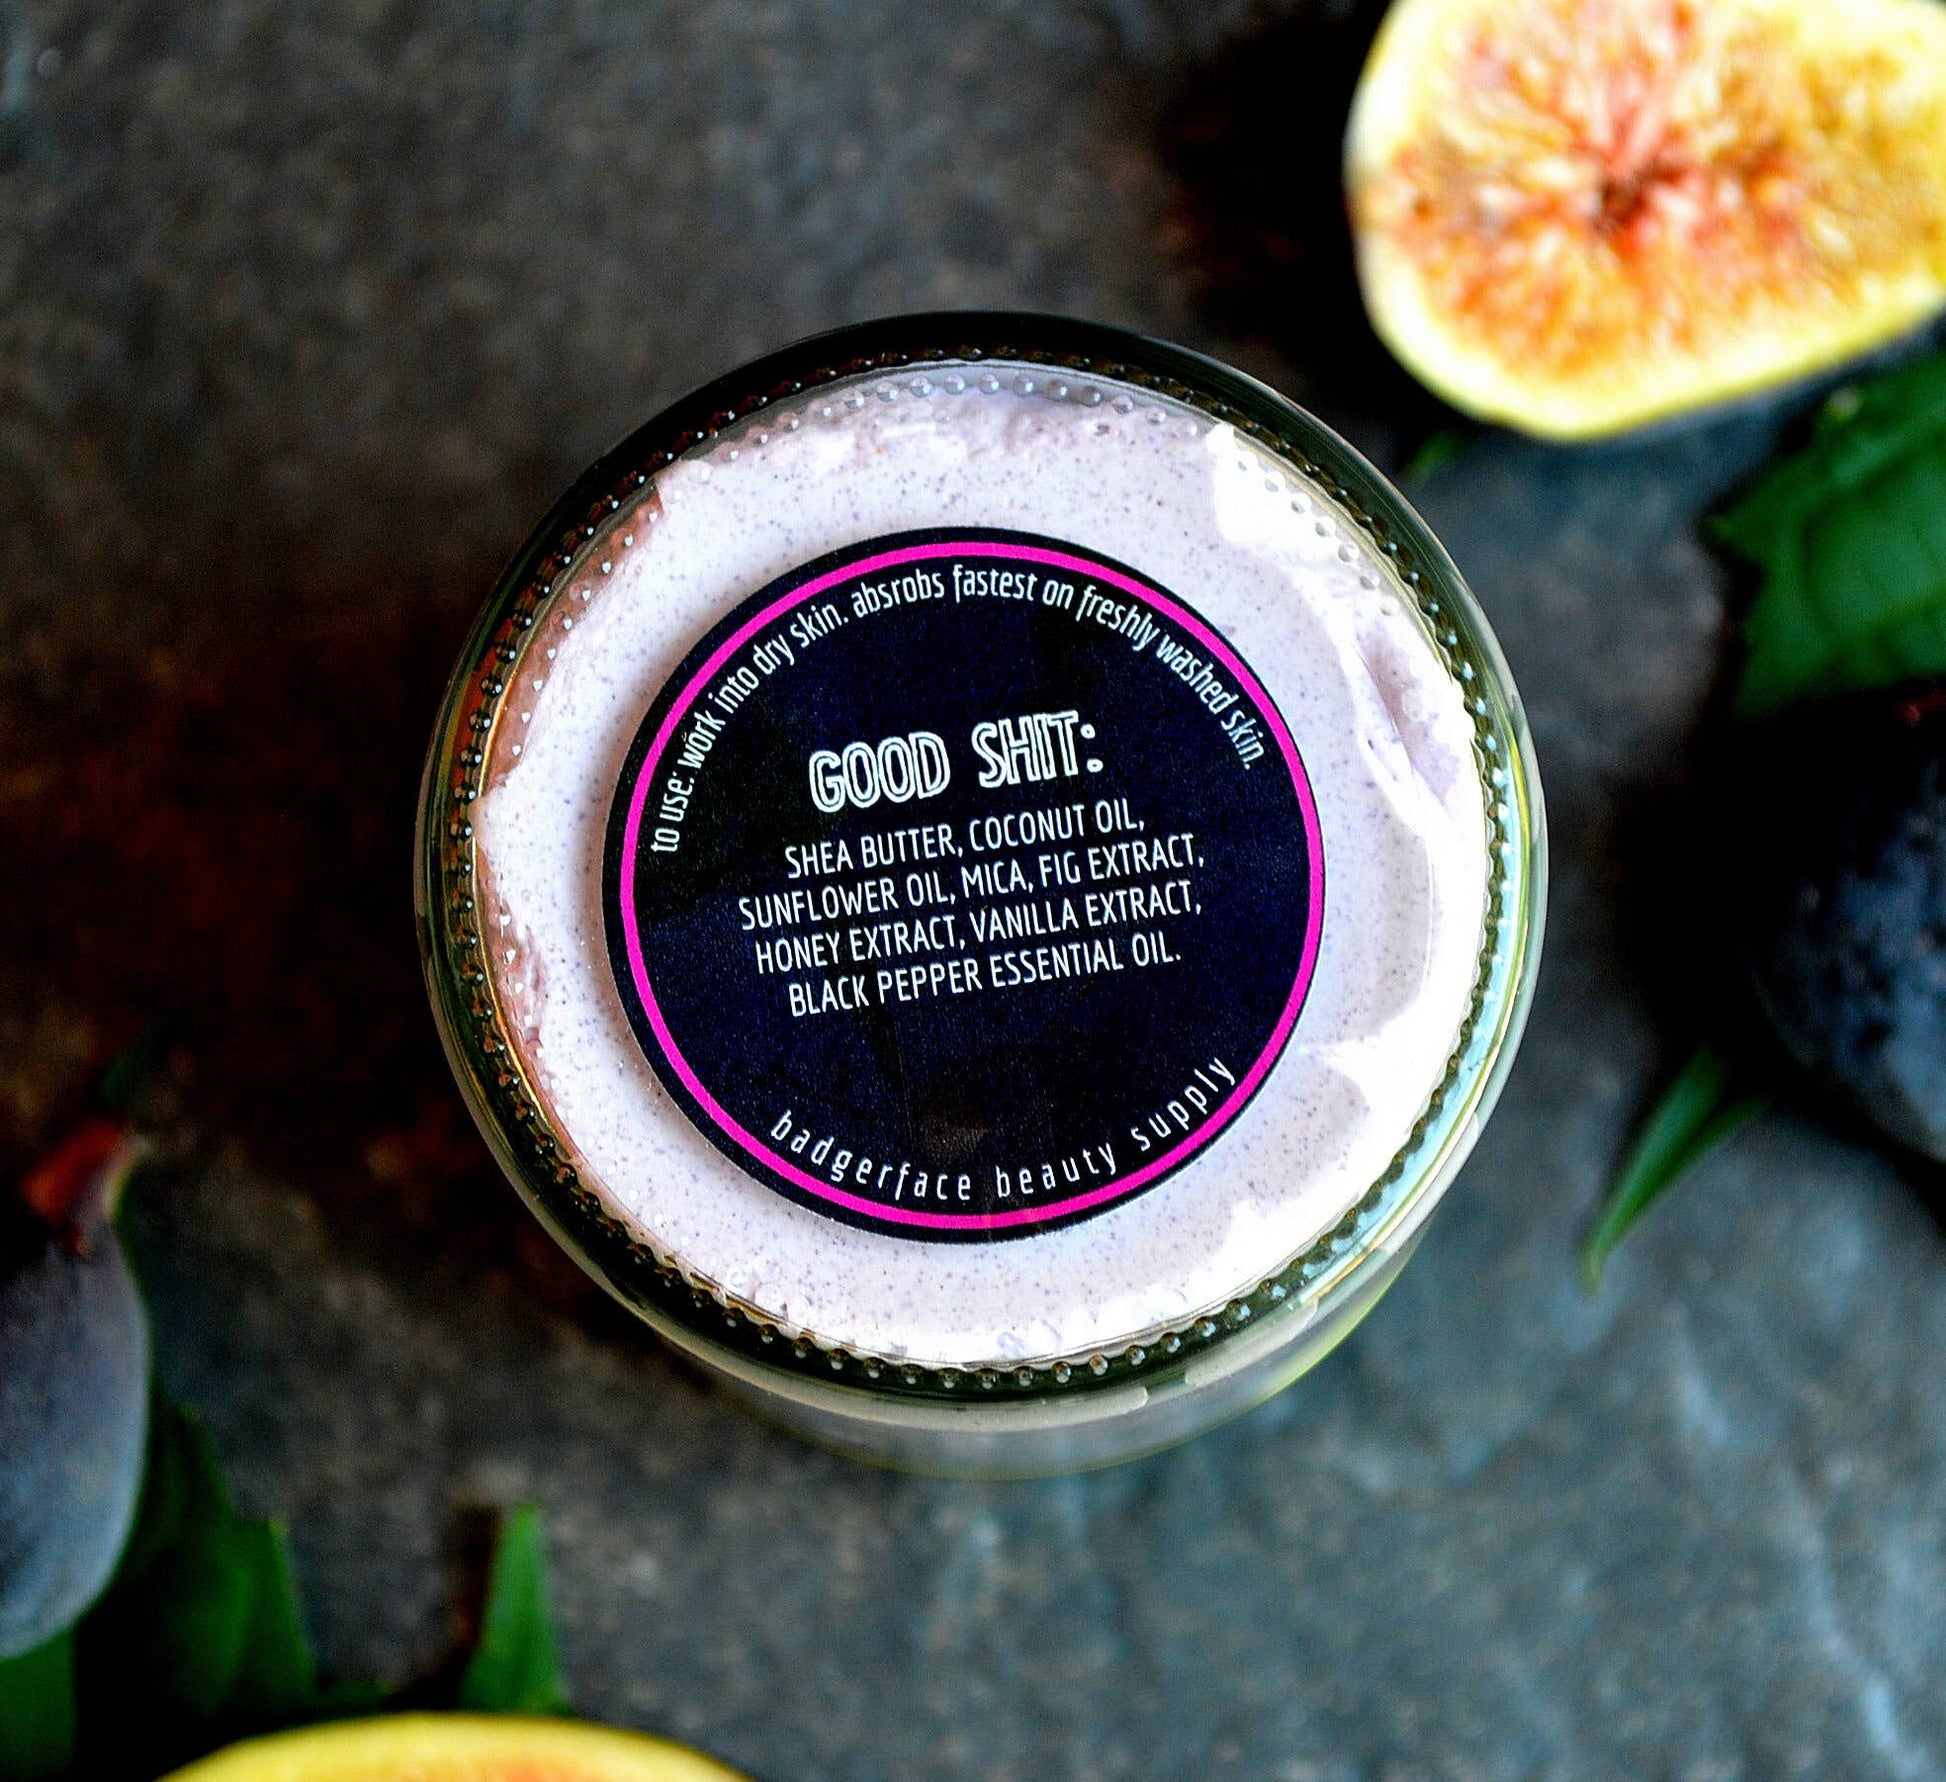 to use: work into dry skin. absrobs fastest on freshly washed skin.
GOOD SHIT:
SHEA BUTTER, COCONUT OIL,
SUNFLOWER OIL, MICA, FIG EXTRACT,
HONEY EXTRACT, VANILLA EXTRACT,
BLACK PEPPER ESSENTIAL OIL.
badgerface beauty supply